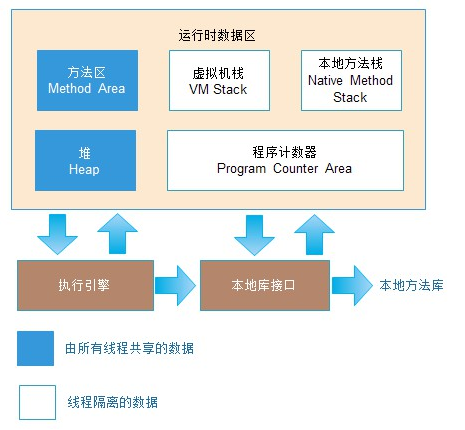 运行时数据区
方法区
Method Area
虚拟机栈
VM Stack
本地方法栈
Native Method
Stack
堆
Heap
程序计数器
Program Counter Area
执行引擎
本地库接口
本地方法库
由所有线程共享的数据
线程隔离的数据